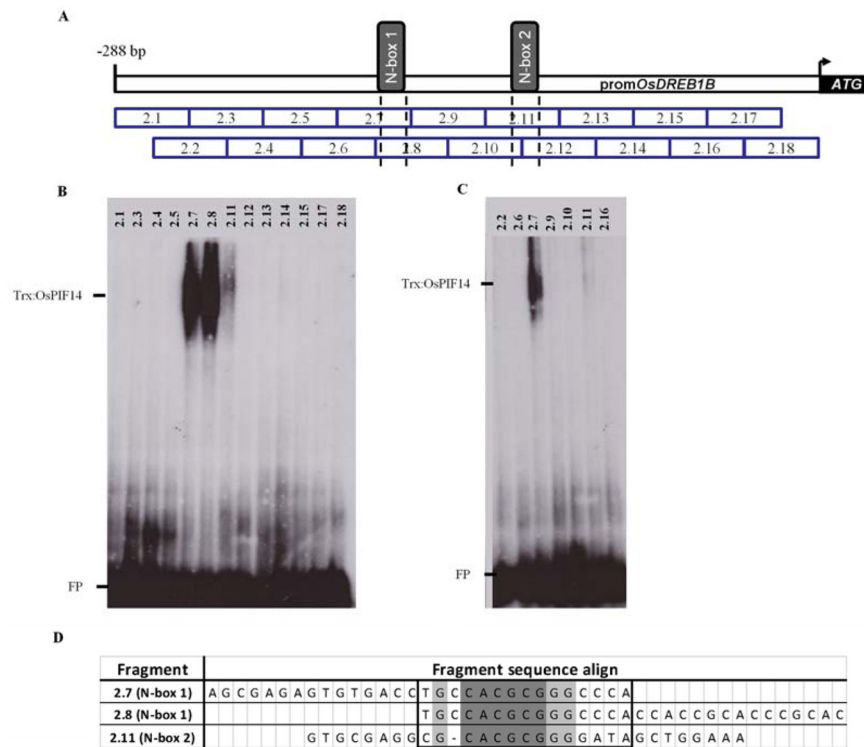 A
-288 bp
N-box 1
N-box 2
promOsDREB1B
ATG
2.1 2.3 2.5 2.7 2.9 2.11 2.13 2.15 2.17
2.2 2.4 2.6 2.8 2.10 2.12 2.14 2.16 2.18
B
2.1 2.3 2.4 2.5 2.7 2.8 2.11 2.12 2.13 2.14 2.15 2.17 2.18
Trx:OsPIF14
FP
C
2.2 2.6 2.7 2.9 2.10 2.11 2.16
Trx:OsPIF14
FP
D
Fragment Fragment sequence align
2.7 (N-box 1) A G C G A G A G T G T G A C C T G C C A C G C G G G C C C A
2.8 (N-box 1) T G C C A C G C G G G C C C A C C A C C G C A C C C G C A C
2.11 (N-box 2) G T G C G A G G C G - C A C G C G G G G A T A G C T G G A A A